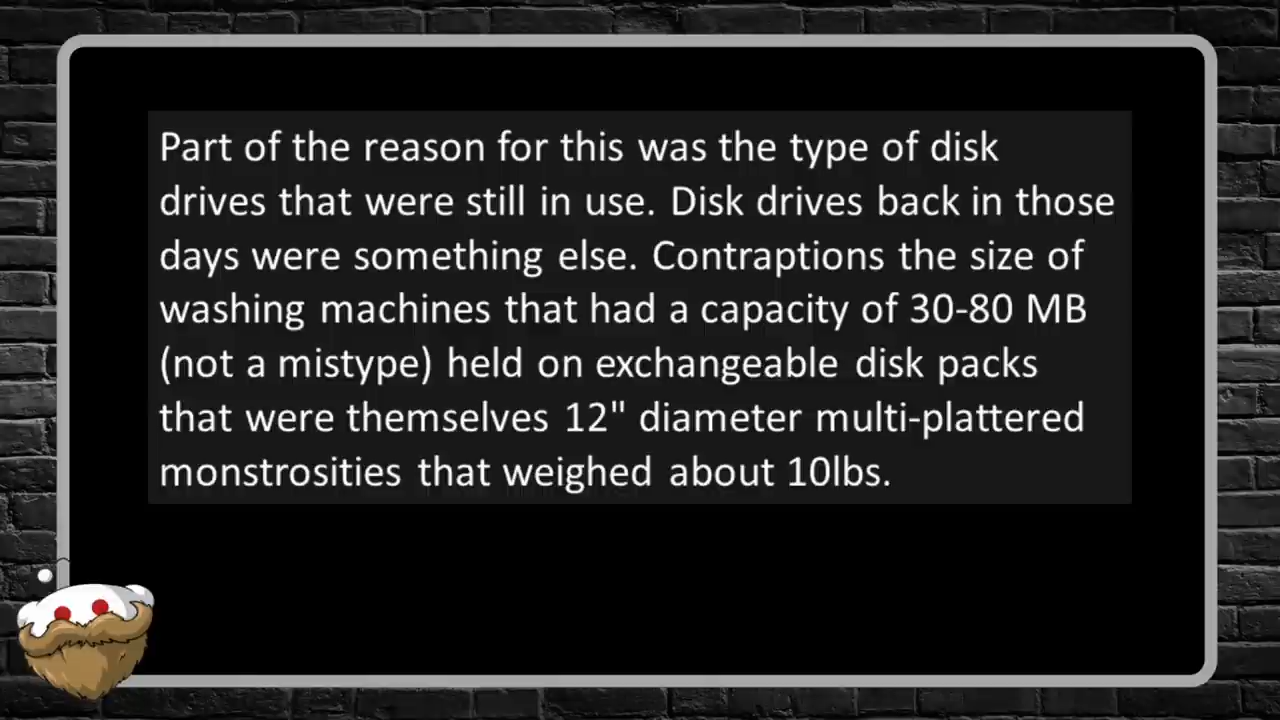 Part of the reason for this was the type of disk
drives that were still in use. Disk drives back in those
days were something else. Contraptions the size of
washing machines that had a capacity of 30-80 MB
(not a mistype) held on exchangeable disk packs
that were themselves 12" diameter multi-plattered
monstrosities that weighed about 10lbs.